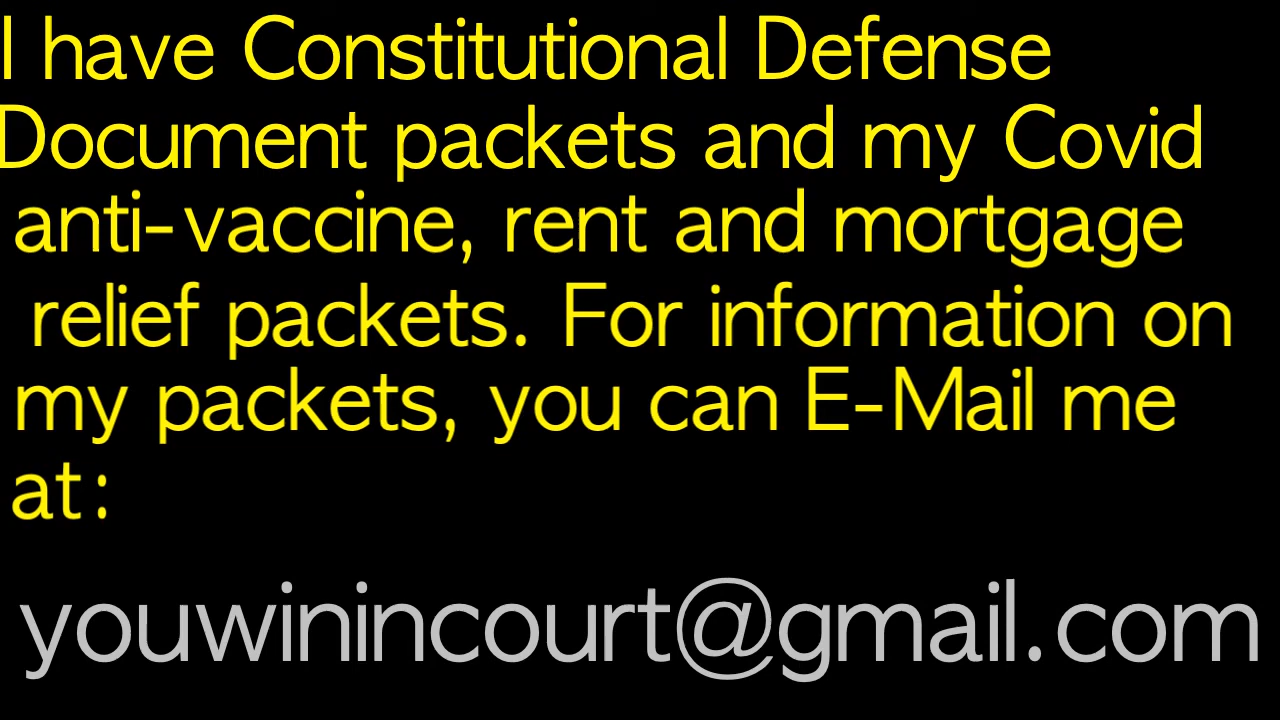 I have Constitutional Defense
Document packets and my Covid
anti-vaccine, rent and mortgage
relief packets. For information on
my packets, you can E-Mail me
at:
youwinincourt@gmail.com